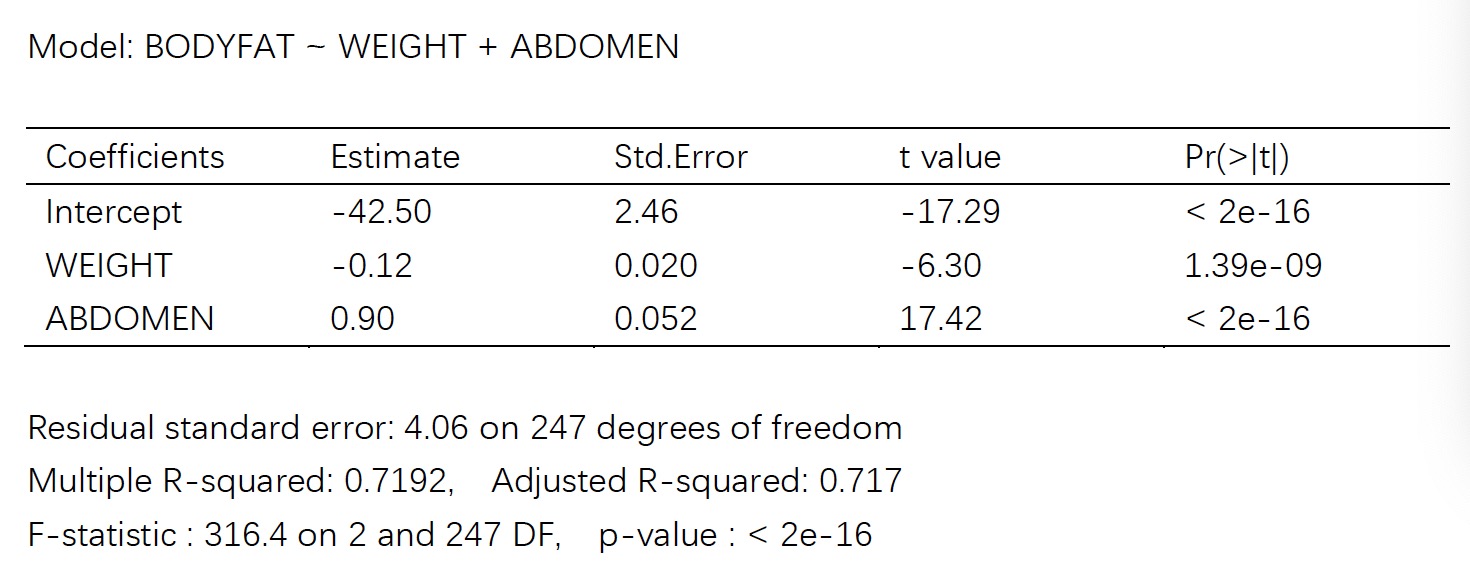 Model: BODYFAT ~ WEIGHT + ABDOMEN
Coefficients Estimate Std.Error t value Pr(>|t|)
Intercept -42.50 2.46 -17.29 < 2e-16
WEIGHT -0.12 0.020 -6.30 1.39e-09
ABDOMEN 0.90 0.052 17.42 < 2e-16
Residual standard error: 4.06 on 247 degrees of freedom
Multiple R-squared: 0.7192, Adjusted R-squared: 0.717
F-statistic : 316.4 on 2 and 247 DF, p-value : < 2e-16